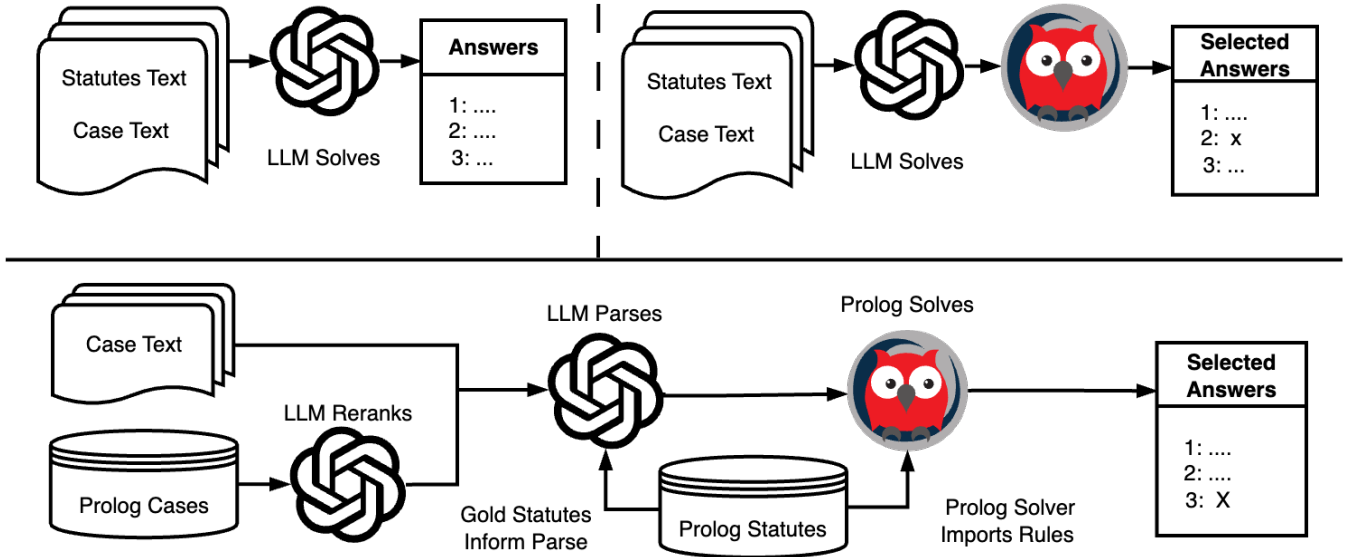 Statutes Text
Case Text
LLM Solves
Answers
1: ....
2: ....
3: ...
Statutes Text
Case Text
LLM Solves
Selected
Answers
1: ....
2: x
3: ...
Case Text
Prolog Cases
LLM Reranks
LLM Parses
Gold Statutes
Inform Parse
Prolog Statutes
Prolog Solves
Prolog Solver
Imports Rules
Selected
Answers
1: ....
2: ....
3: X